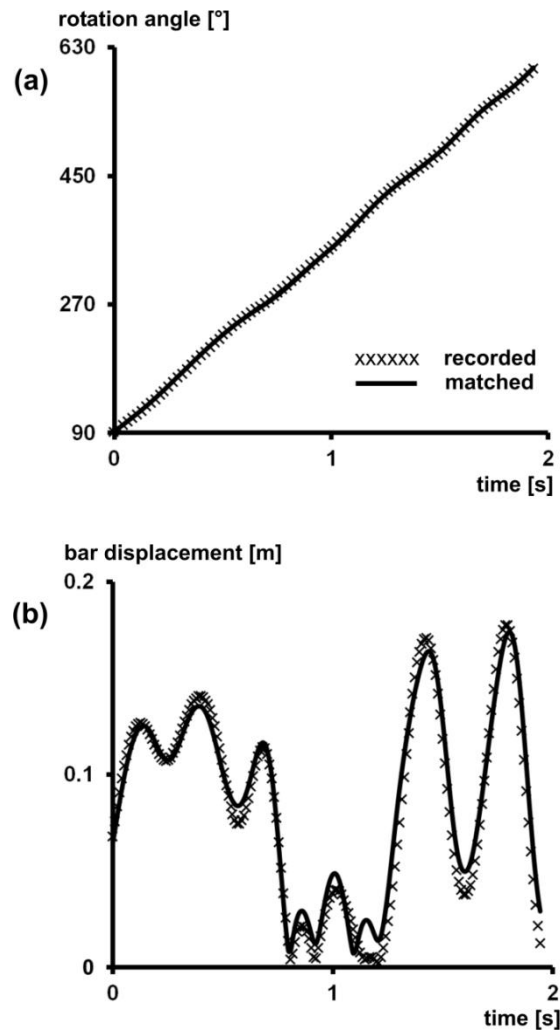 rotation angle [°]
630
(a)
450
270
xxxxxx recorded
matched
90
0 1 2
time [s]
bar displacement [m]
0.2
(b)
0.1
0
0 1 2
time [s]